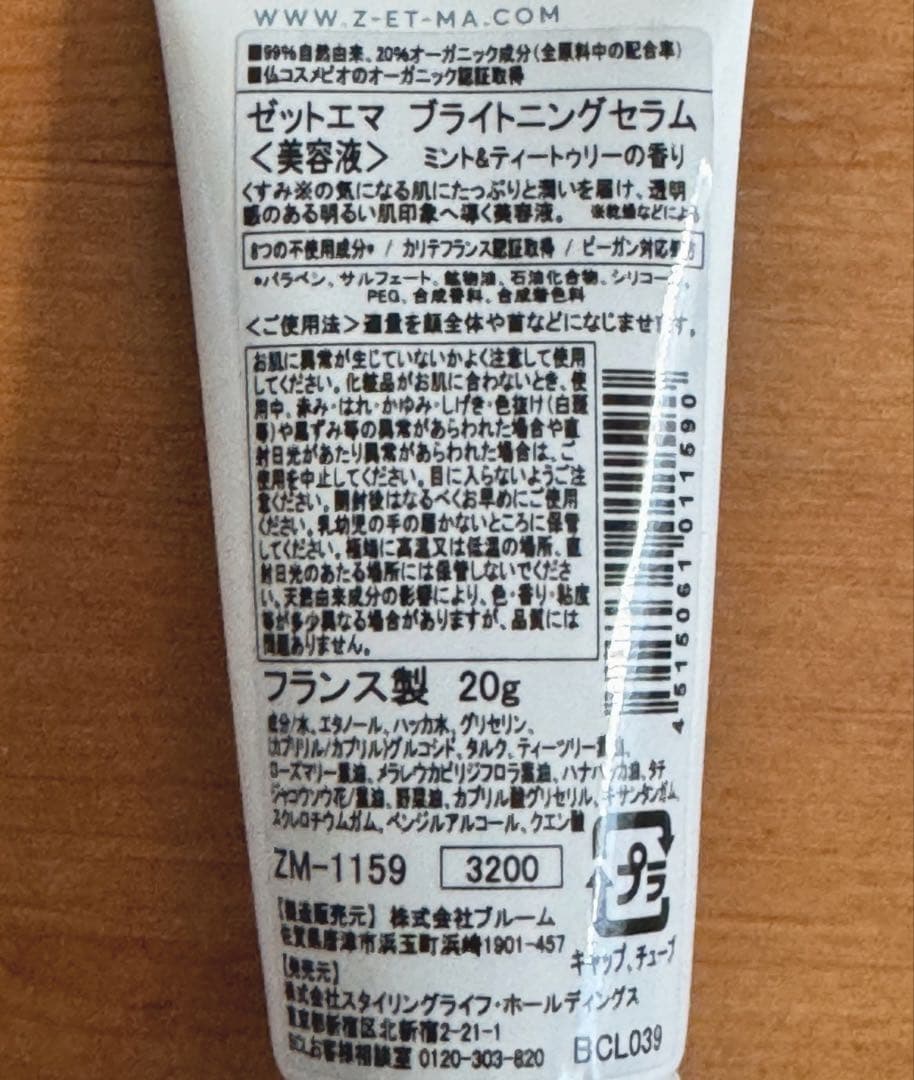 WWW.Z-ET-MA.COM
■99%自然由来、20%オーガニック成分(全原料中の配合率)
■仏コスメビオのオーガニック認証取得
ゼットエマ ブライトニングセラム
<美容液> ミント&ティートゥリーの香り
くすみ※の気になる肌にたっぷりと潤いを届け、透明
感のある明るい肌印象へ導く美容液。 ※乾燥などによる
8つの不使用成分* / カリテフランス認証取得 / ビーガン対応処方
*パラベン、サルフェート、鉱物油、石油化合物、シリコーン、
PEG、合成香料、合成着色料
<ご使用法>適量を顔全体や首などになじませます。
お肌に異常が生じていないかよく注意して使用
してください。化粧品がお肌に合わないとき、使
用中、赤み・はれ・かゆみ・しげき・色抜け(白斑
等)や黒ずみ等の異常があらわれた場合や直
射日光があたり異常があらわれた場合は、ご
使用を中止してください。目に入らないようご注
意ください。開封後はなるべくお早めにご使用
ください。乳幼児の手の届かないところに保管
してください。極端に高温又は低温の場所、直
射日光のあたる場所には保管しないでくださ
い。天然由来成分の影響により、色・香り・粘度
等が多少異なる場合がありますが、品質には
問題ありません。
4515061011590
フランス製 20g
成分/水、エタノール、ハッカ水、グリセリン、
(カプリリル/カプリル)グルコシド、タルク、ティーツリー葉油、
ローズマリー葉油、メラレウカビリジフロラ葉油、ハナハッカ油、タチ
ジャコウソウ花/葉油、野菜油、カプリル酸グリセリル、キサンタンガム、
スクレロチウムガム、ベンジルアルコール、クエン酸
ZM-1159 3200
プラ
キャップ、チューブ
【製造販売元】 株式会社ブルーム
佐賀県唐津市浜玉町浜崎1901-457
【発売元】
株式会社スタイリングライフ・ホールディングス
東京都新宿区北新宿2-21-1
BCLお客様相談室 0120-303-820
BCL039